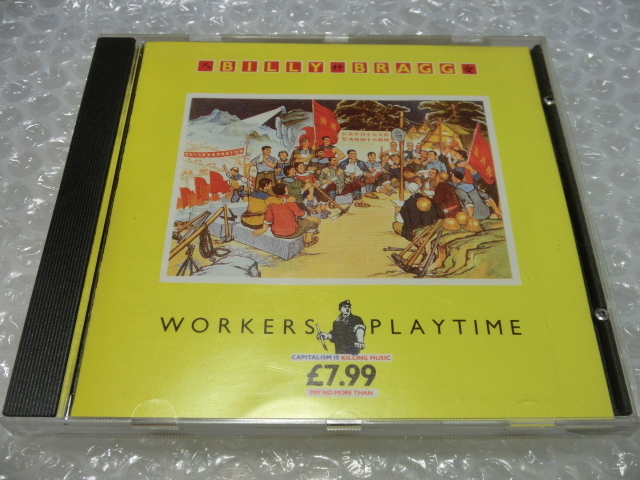 BILLY BRAGG
WORKERS PLAYTIME
CAPITALISM IS KILLING MUSIC
£7.99
PAY NO MORE THAN